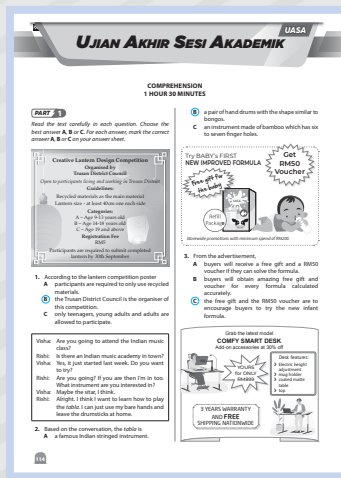 UASA
UJIAN AKHIR SESI AKADEMIK
COMPREHENSION
1 HOUR 30 MINUTES
PART 1
Read the text carefully in each question. Choose the
best answer A, B or C. For each answer, mark the correct
answer A, B or C on your answer sheet.
Creative Lantern Design Competition
Organised by
Trusan District Council
Open to participants living and working in Trusan District
Guidelines:
Recycled materials as the main material
Lantern size - at least 40cm one each side
Categories:
A – Age 9-13 years old
B – Age 14-18 years old
C – Age 19 and above
Registration Fee
RM5
Participants are required to submit completed
lantern by 30th September
1. According to the lantern competition poster
A participants are required to only use recycled
materials.
B the Trusan District Council is the organiser of
this competition.
C only teenagers, young adults and adults are
allowed to participate.
Visha: Are you going to attend the Indian music
class?
Rishi: Is there an Indian music academy in town?
Visha: Yes, it just started last week. Do you want
to try?
Rishi: Are you going? If you are then I'm in too.
What instrument are you interested in?
Visha: Maybe the sitar, I think.
Rishi: Alright. I think I want to learn how to play
the tabla. I can just use my bare hands and
leave the drumsticks at home.
2. Based on the conversation, the tabla is
A a famous Indian stringed instrument.
B a pair of hand drums with the shape similar to
bongos.
C an instrument made of bamboo which has six
to seven finger holes.
Try BABY'S FIRST
NEW IMPROVED FORMULA
Get
RM50
Voucher
Free gift for
the baby
Refill
Package
Storewide promotions with minimum spend of RM200.
3. From the advertisement,
A buyers will receive a free gift and a RM50
voucher if they can solve the formula.
B buyers will obtain amazing free gift and
voucher for every formula calculated
accurately.
C the free gift and the RM50 voucher are to
encourage buyers to try the new infant
formula.
Grab the latest model
COMFY SMART DESK
Add-on accessories at 30% off
YOURS
for ONLY
RM899
Desk features:
Electric height
adjustment
mug holder
coated matte
table
top
3 YEARS WARRANTY
AND FREE
SHIPPING NATIONWIDE
114